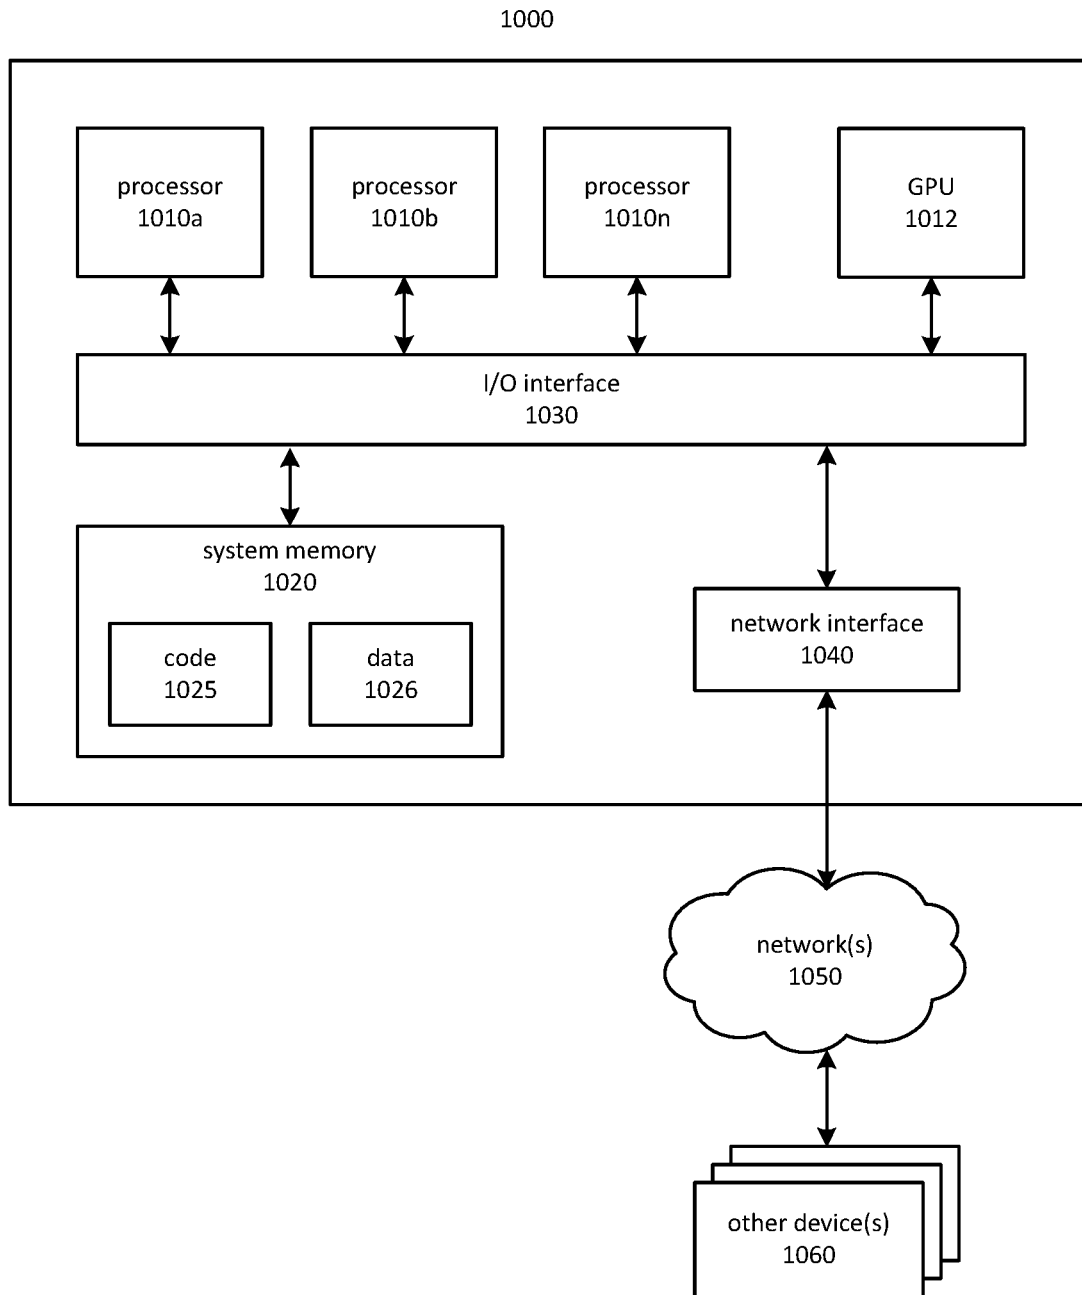 1000
processor
1010a
processor
1010b
processor
1010n
GPU
1012
I/O interface
1030
system memory
1020
code
1025
data
1026
network interface
1040
network(s)
1050
other device(s)
1060